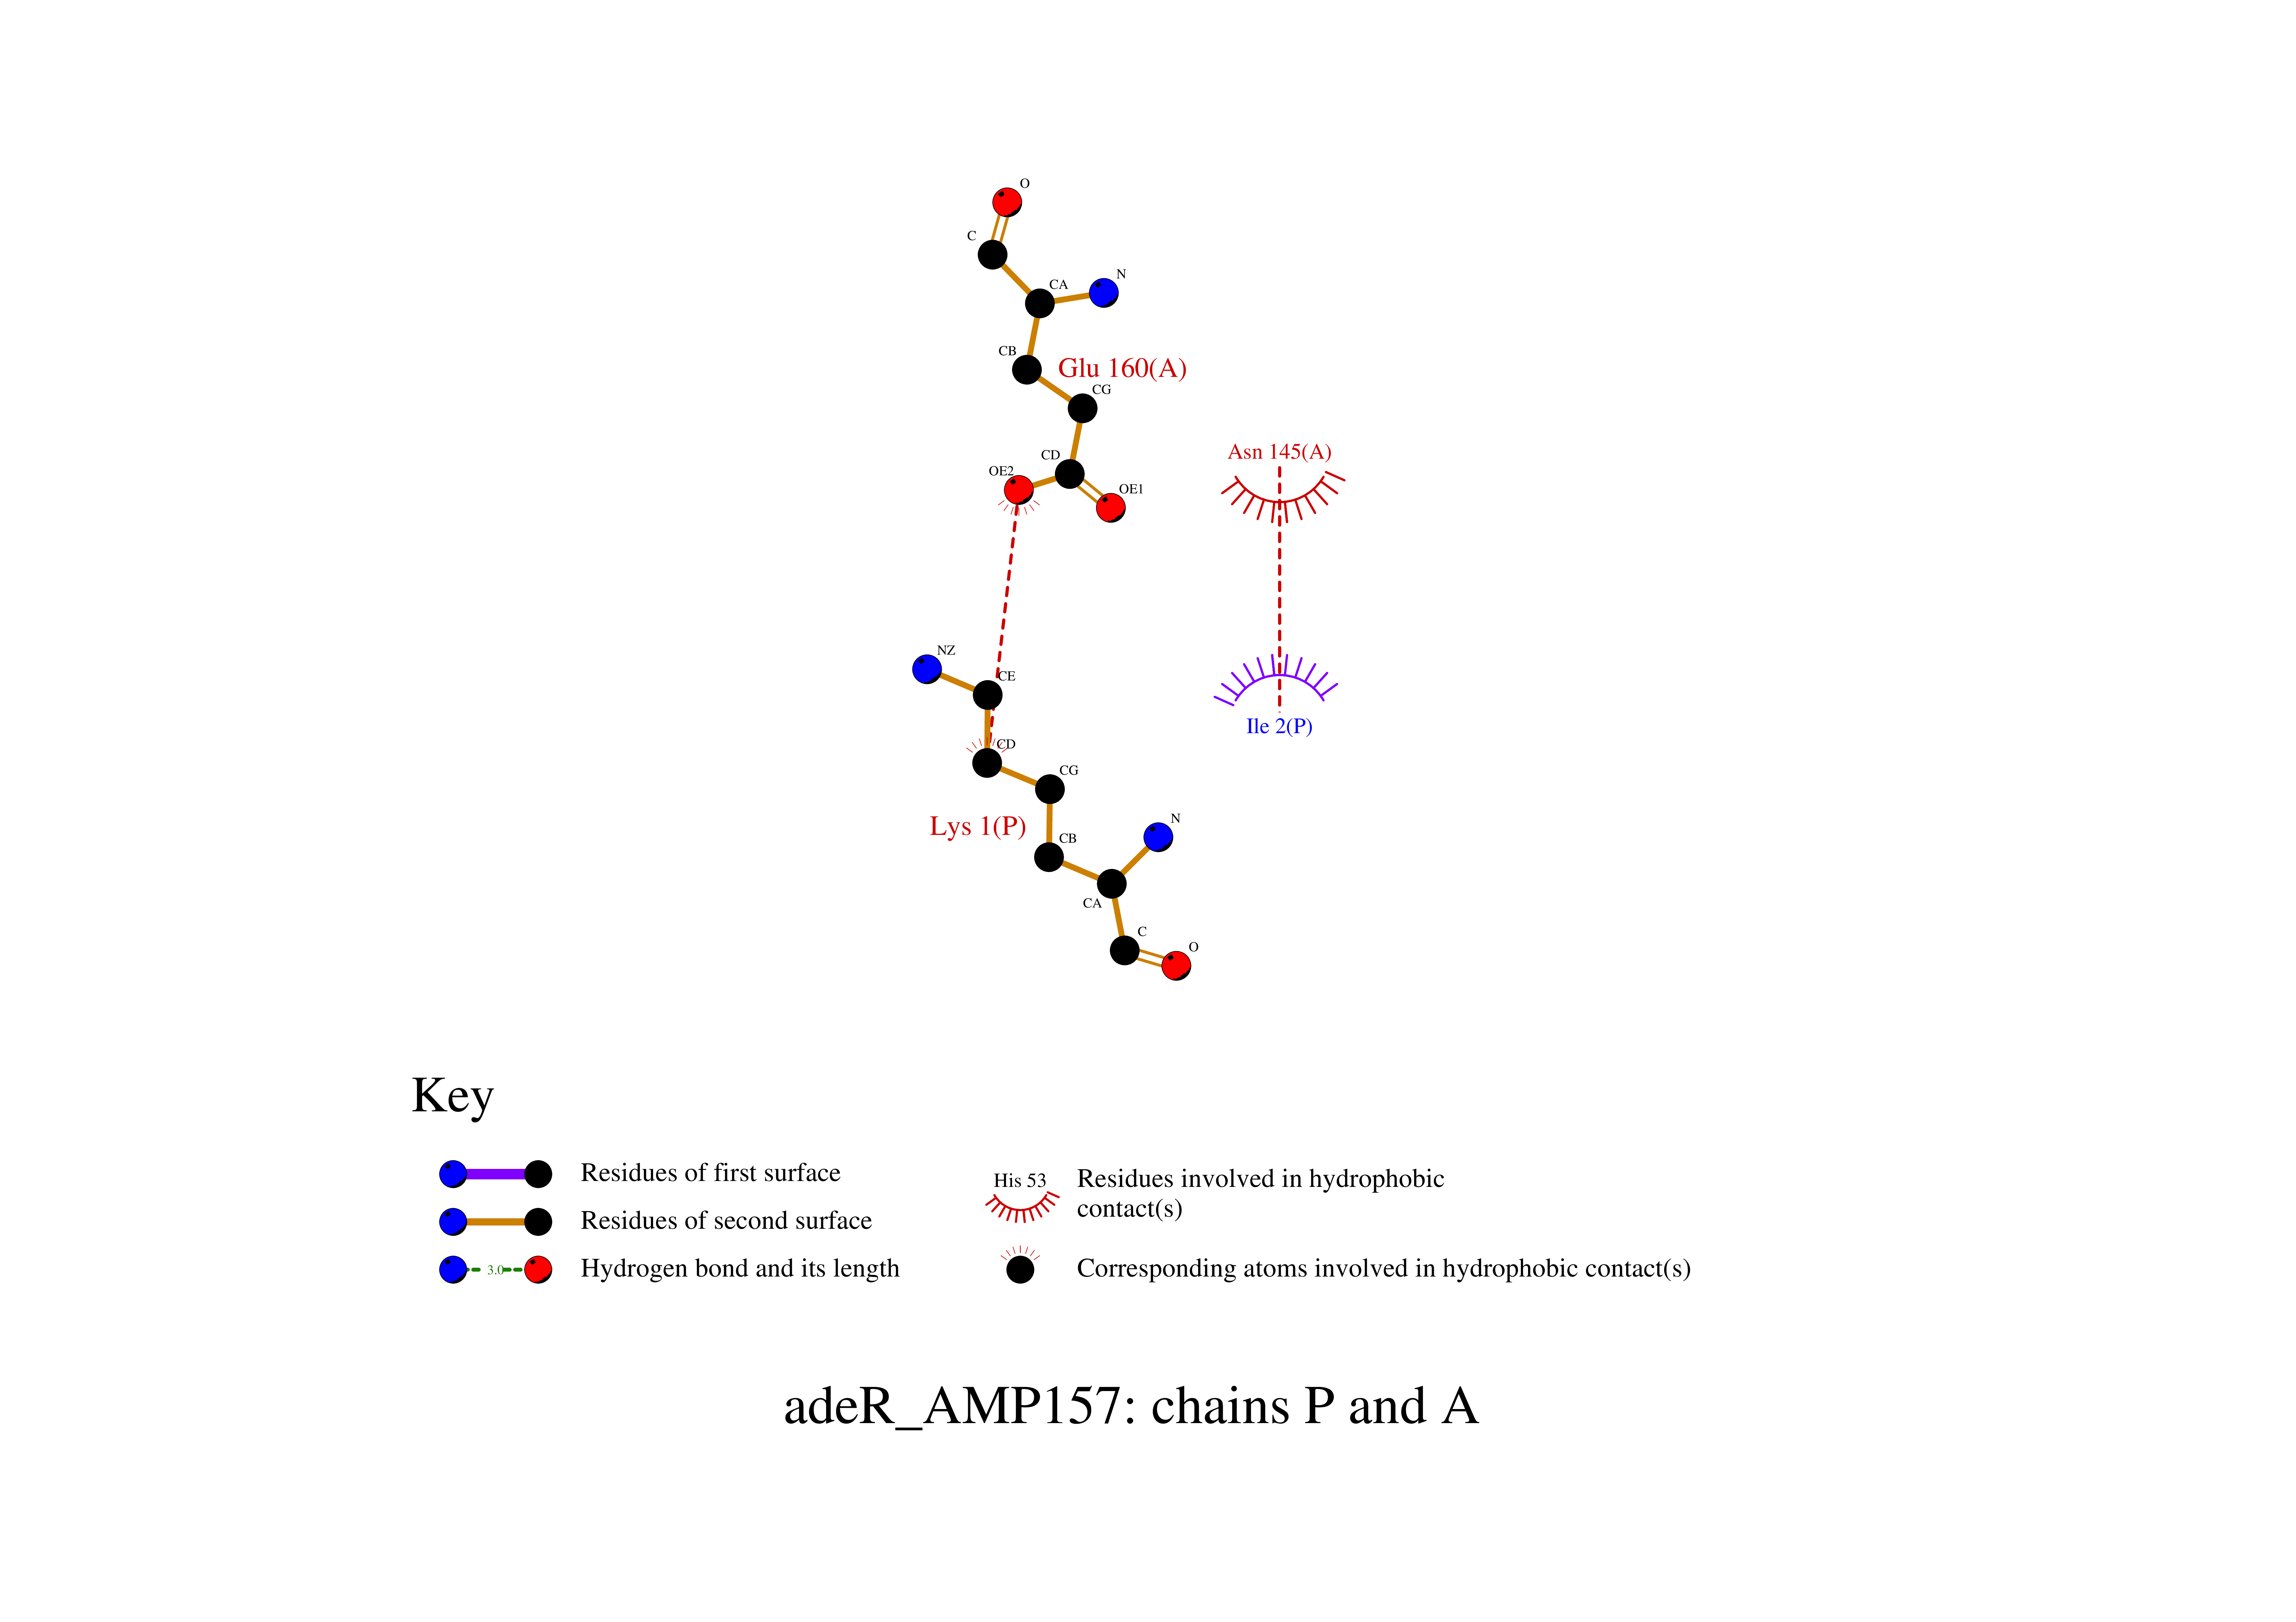 O
C
N
CA
CB
Glu 160(A)
CG
Asn 145(A)
CD
OE2
OE1
NZ
CE
Ile 2(P)
CD
CG
N
Lys 1(P)
CB
CA
C
O
Key
Residues of first surface
Residues of second surface
3.0
Hydrogen bond and its length
His 53
Residues involved in hydrophobic
contact(s)
Corresponding atoms involved in hydrophobic contact(s)
adeR_AMP157: chains P and A